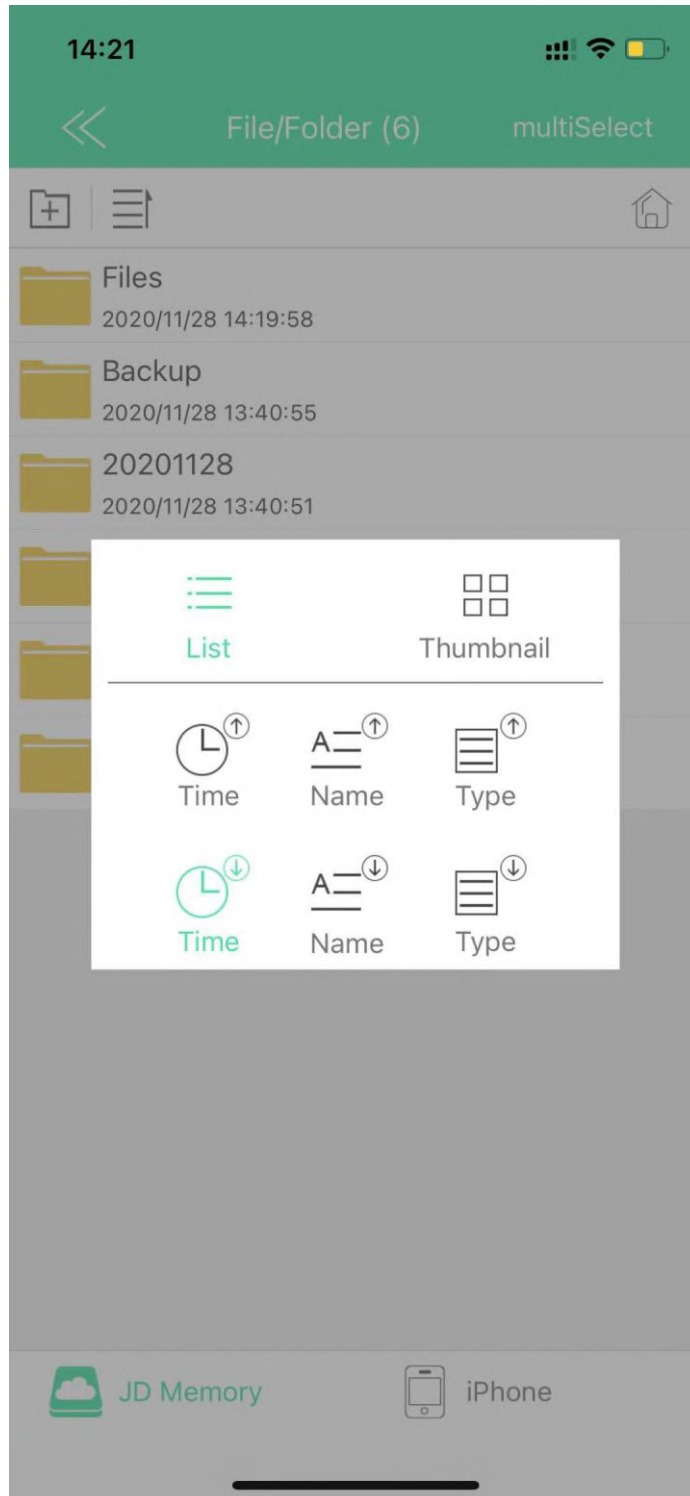 14:21
File/Folder (6) multiSelect
Files
2020/11/28 14:19:58
Backup
2020/11/28 13:40:55
20201128
2020/11/28 13:40:51
List Thumbnail
Time Name Type
Time Name Type
JD Memory iPhone